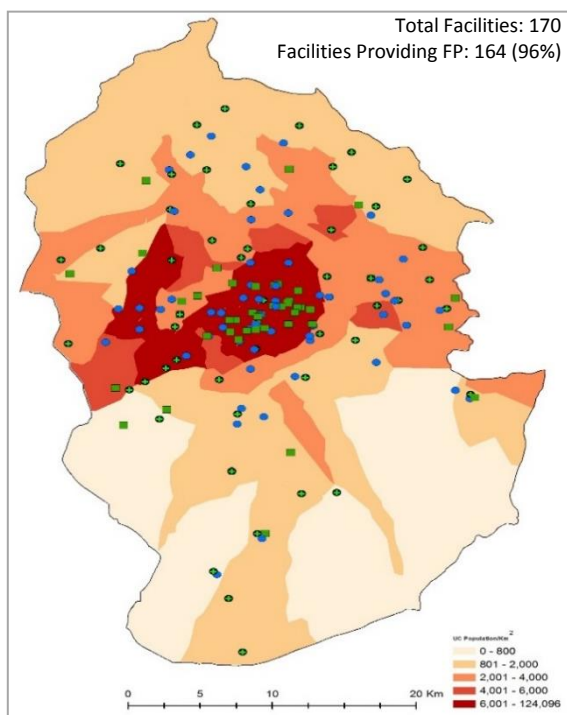 Total Facilities: 170
Facilities Providing FP: 164 (96%)
UC Population/Km²
0 - 800
801 - 2,000
2,001 - 4,000
4,001 - 6,000
6,001 - 124,096
0 5 10 20 Km